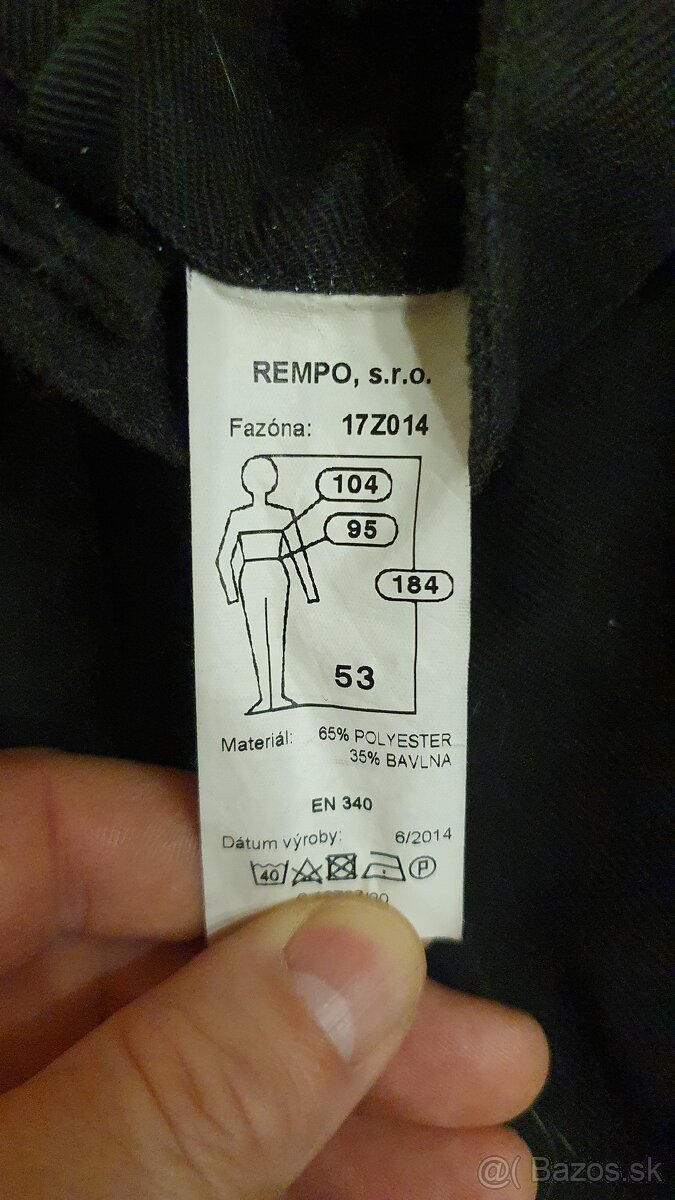 REMPO, s.r.o.
Fazóna: 17Z014
104
95
184
53
Materiál: 65% POLYESTER
35% BAVLNA
EN 340
Dátum výroby: 6/2014
40 P
@( Bazos.sk